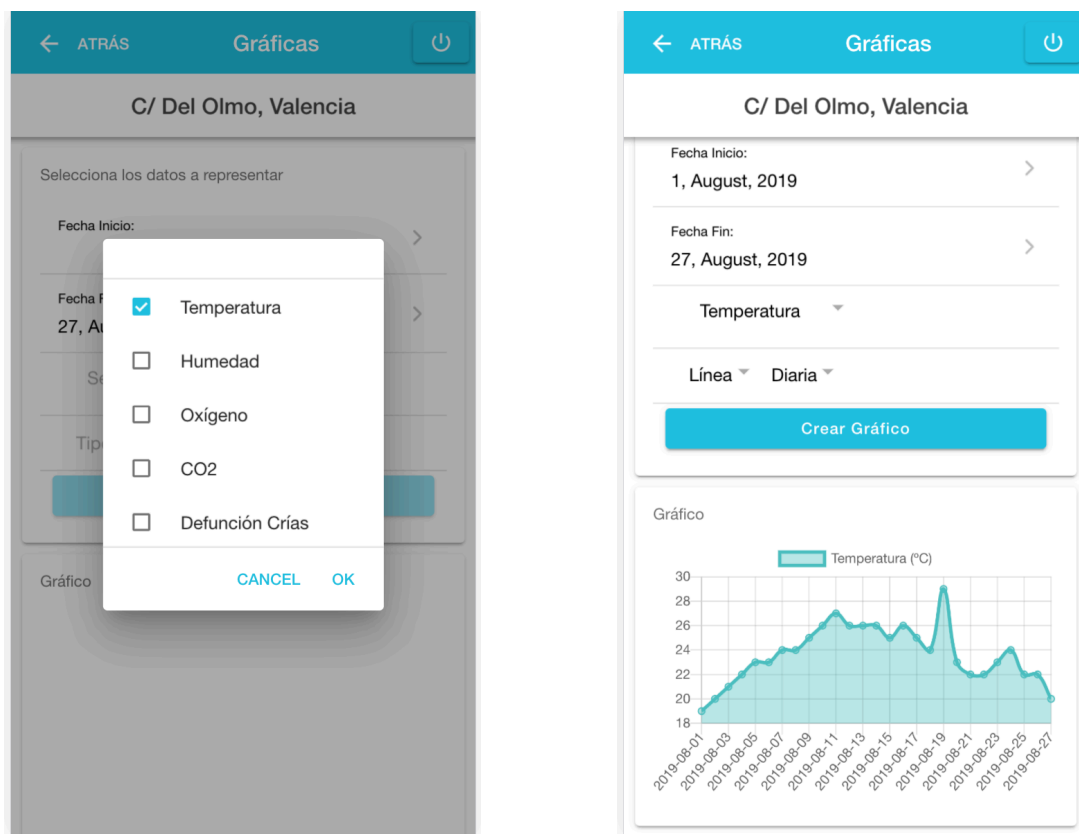 ATRÁS Gráficas
C/ Del Olmo, Valencia
Selecciona los datos a representar
Fecha Inicio:
Fecha F
27, Au
Se
Tipo
Temperatura
Humedad
Oxígeno
CO2
Defunción Crías
CANCEL OK
Gráfico
ATRÁS Gráficas
C/ Del Olmo, Valencia
Fecha Inicio:
1, August, 2019
Fecha Fin:
27, August, 2019
Temperatura
Línea Diaria
Crear Gráfico
Gráfico
Temperatura (ºC)
30
28
26
24
22
20
18
2019-08-01 2019-08-03 2019-08-05 2019-08-07 2019-08-09 2019-08-11 2019-08-13 2019-08-15 2019-08-17 2019-08-19 2019-08-21 2019-08-23 2019-08-25 2019-08-27